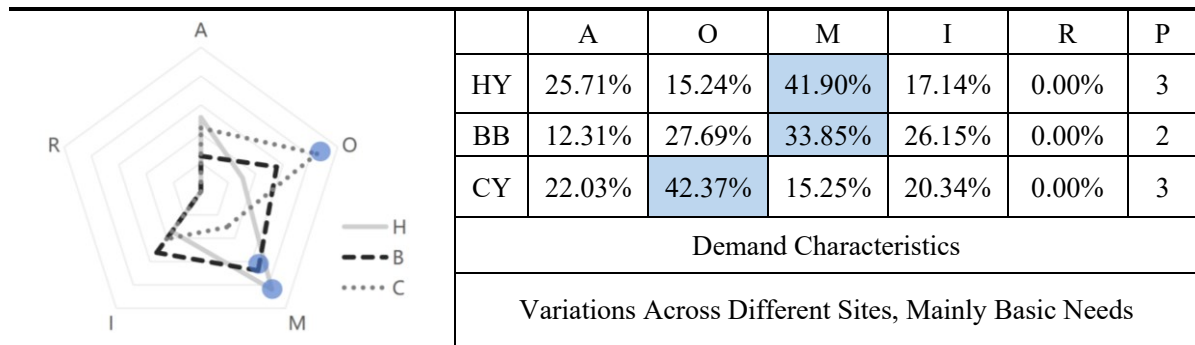 A
R
O
I
M
H
B
C
A O M I R P
HY 25.71% 15.24% 41.90% 17.14% 0.00% 3
BB 12.31% 27.69% 33.85% 26.15% 0.00% 2
CY 22.03% 42.37% 15.25% 20.34% 0.00% 3
Demand Characteristics
Variations Across Different Sites, Mainly Basic Needs